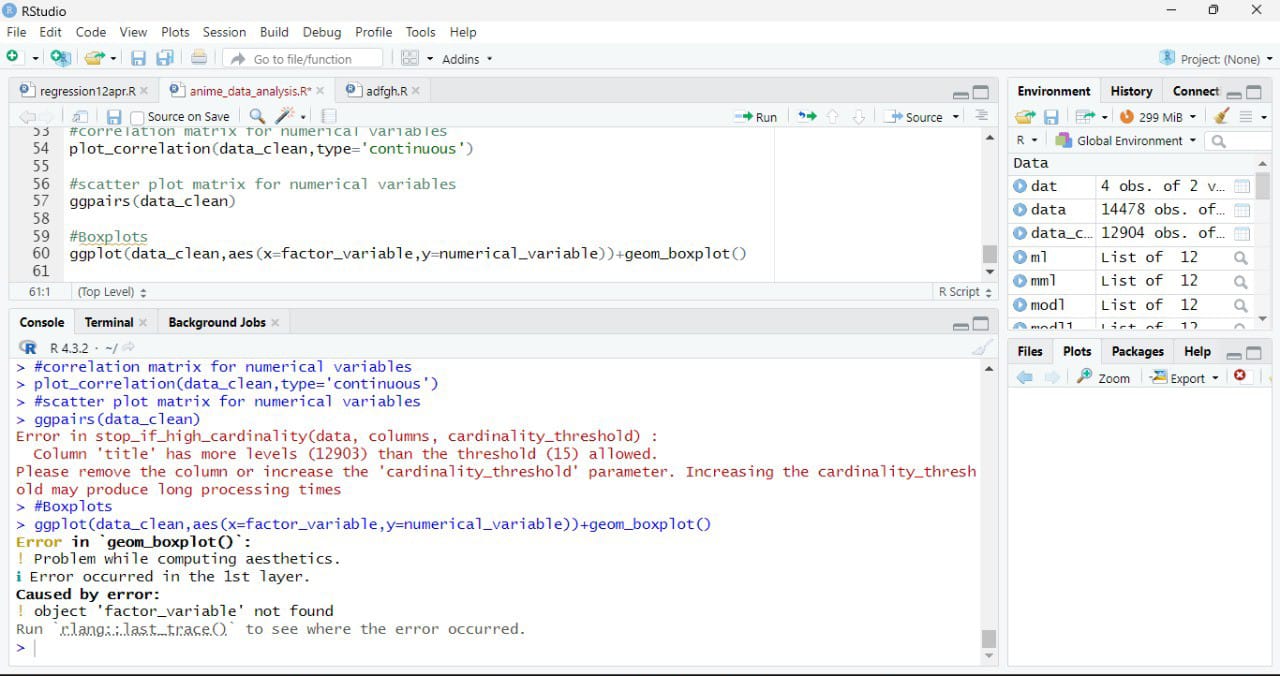 RStudio
File Edit Code View Plots Session Build Debug Profile Tools Help
Go to file/function Addins Project: (None)
regression12apr.R anime_data_analysis.R* adfgh.R
Source on Save Run Source
53 #correlation matrix for numerical variables
54 plot_correlation(data_clean,type='continuous')
55
56 #scatter plot matrix for numerical variables
57 ggpairs(data_clean)
58
59 #Boxplots
60 ggplot(data_clean,aes(x=factor_variable,y=numerical_variable))+geom_boxplot()
61
61:1 (Top Level) R Script
Console Terminal Background Jobs
R 4.3.2 · ~/
> #correlation matrix for numerical variables
> plot_correlation(data_clean,type='continuous')
> #scatter plot matrix for numerical variables
> ggpairs(data_clean)
Error in stop_if_high_cardinality(data, columns, cardinality_threshold) :
Column 'title' has more levels (12903) than the threshold (15) allowed.
Please remove the column or increase the 'cardinality_threshold' parameter. Increasing the cardinality_thresh
old may produce long processing times
> #Boxplots
> ggplot(data_clean,aes(x=factor_variable,y=numerical_variable))+geom_boxplot()
Error in `geom_boxplot()`:
! Problem while computing aesthetics.
ℹ Error occurred in the 1st layer.
Caused by error:
! object 'factor_variable' not found
Run `rlang::last_trace()` to see where the error occurred.
>
Environment History Connect
299 MiB
R Global Environment
Data
dat 4 obs. of 2 v…
data 14478 obs. of…
data_c… 12904 obs. of…
ml List of 12
mml List of 12
modl List of 12
modll List of 12
Files Plots Packages Help
Zoom Export